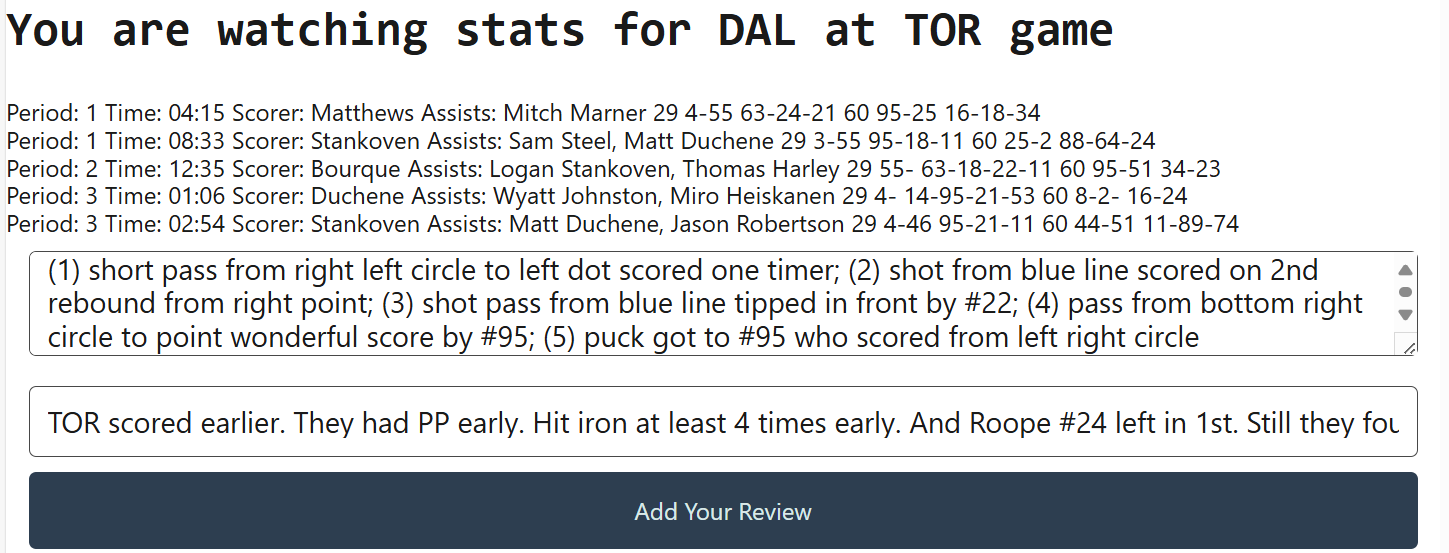 You are watching stats for DAL at TOR game
Period: 1 Time: 04:15 Scorer: Matthews Assists: Mitch Marner 29 4-55 63-24-21 60 95-25 16-18-34
Period: 1 Time: 08:33 Scorer: Stankoven Assists: Sam Steel, Matt Duchene 29 3-55 95-18-11 60 25-2 88-64-24
Period: 2 Time: 12:35 Scorer: Bourque Assists: Logan Stankoven, Thomas Harley 29 55- 63-18-22-11 60 95-51 34-23
Period: 3 Time: 01:06 Scorer: Duchene Assists: Wyatt Johnston, Miro Heiskanen 29 4- 14-95-21-53 60 8-2- 16-24
Period: 3 Time: 02:54 Scorer: Stankoven Assists: Matt Duchene, Jason Robertson 29 4-46 95-21-11 60 44-51 11-89-74
(1) short pass from right left circle to left dot scored one timer; (2) shot from blue line scored on 2nd
rebound from right point; (3) shot pass from blue line tipped in front by #22; (4) pass from bottom right
circle to point wonderful score by #95; (5) puck got to #95 who scored from left right circle
TOR scored earlier. They had PP early. Hit iron at least 4 times early. And Roope #24 left in 1st. Still they fou
Add Your Review